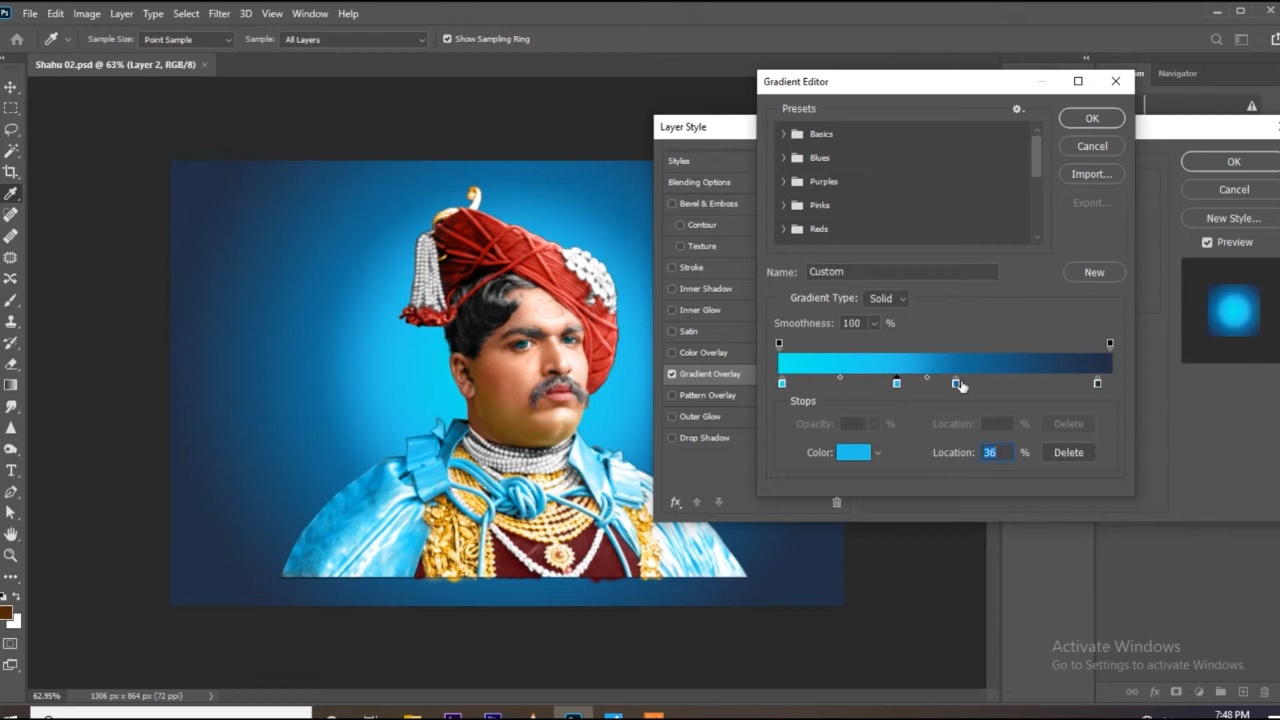 Ps File Edit Image Layer Type Select Filter 3D View Window Help
Sample Size: Point Sample Sample: All Layers Show Sampling Ring
Shahu 02.psd @ 63% (Layer 2, RGB/8) ×
Navigator
Gradient Editor
Presets
Basics
Blues
Purples
Pinks
Reds
OK
Cancel
Import...
Export...
Name: Custom
New
Gradient Type: Solid
Smoothness: 100 %
Stops
Opacity: % Location: % Delete
Color: Location: 36 % Delete
Layer Style
Styles
Blending Options
Bevel & Emboss
Contour
Texture
Stroke
Inner Shadow
Inner Glow
Satin
Color Overlay
Gradient Overlay
Pattern Overlay
Outer Glow
Drop Shadow
fx
OK
Cancel
New Style...
Preview
Activate Windows
Go to Settings to activate Windows.
fx
62.95% 1306 px x 864 px (72 ppi)
7:48 PM